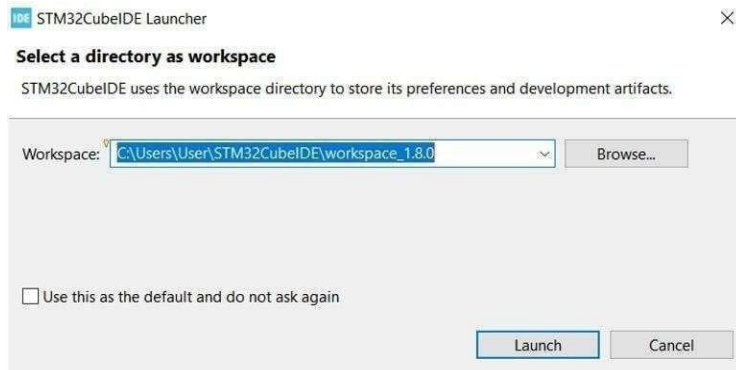 IDE STM32CubeIDE Launcher
Select a directory as workspace
STM32CubeIDE uses the workspace directory to store its preferences and development artifacts.
Workspace: C:\Users\User\STM32CubeIDE\workspace_1.8.0 Browse...
Use this as the default and do not ask again
Launch Cancel